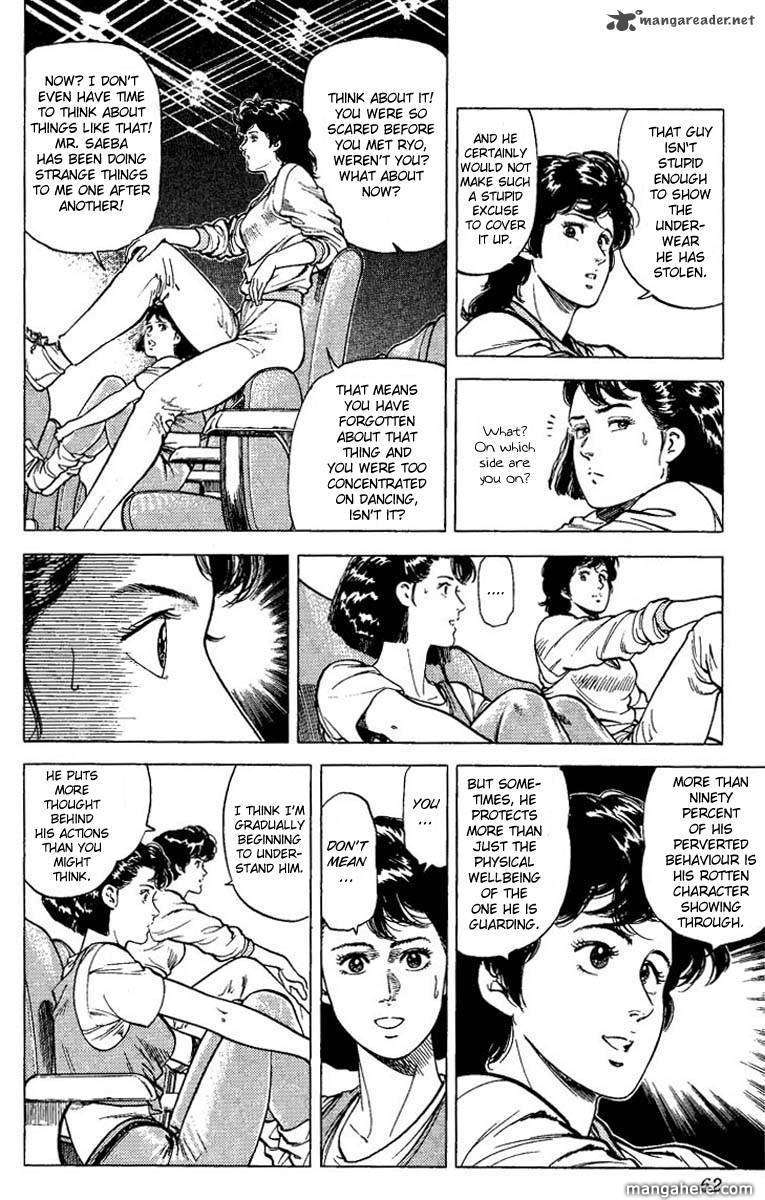 mangareader.net
THAT GUY
ISN'T
STUPID
ENOUGH
TO SHOW
THE
UNDER-
WEAR
HE HAS
STOLEN.
AND HE
CERTAINLY
WOULD NOT
MAKE SUCH
A STUPID
EXCUSE
TO COVER
IT UP.
What?
On which
side are
you on?
THINK ABOUT IT!
YOU WERE SO
SCARED BEFORE
YOU MET RYO,
WEREN'T YOU?
WHAT ABOUT
NOW?
NOW? I DON'T
EVEN HAVE TIME
TO THINK ABOUT
THINGS LIKE THAT!
MR. SAEBA
HAS BEEN DOING
STRANGE THINGS
TO ME ONE AFTER
ANOTHER!
THAT MEANS
YOU HAVE
FORGOTTEN
ABOUT THAT
THING AND
YOU WERE TOO
CONCENTRATED
ON DANCING,
ISN'T IT?
....
MORE THAN
NINETY
PERCENT
OF HIS
PERVERTED
BEHAVIOUR IS
HIS ROTTEN
CHARACTER
SHOWING
THROUGH.
BUT SOME-
TIMES, HE
PROTECTS
MORE THAN
JUST THE
PHYSICAL
WELLBEING
OF THE
ONE HE IS
GUARDING.
YOU
...
DON'T
MEAN
...
I THINK I'M
GRADUALLY
BEGINNING
TO UNDER-
STAND HIM.
HE PUTS
MORE
THOUGHT
BEHIND
HIS ACTIONS
THAN YOU
MIGHT
THINK.
62
mangahere.com